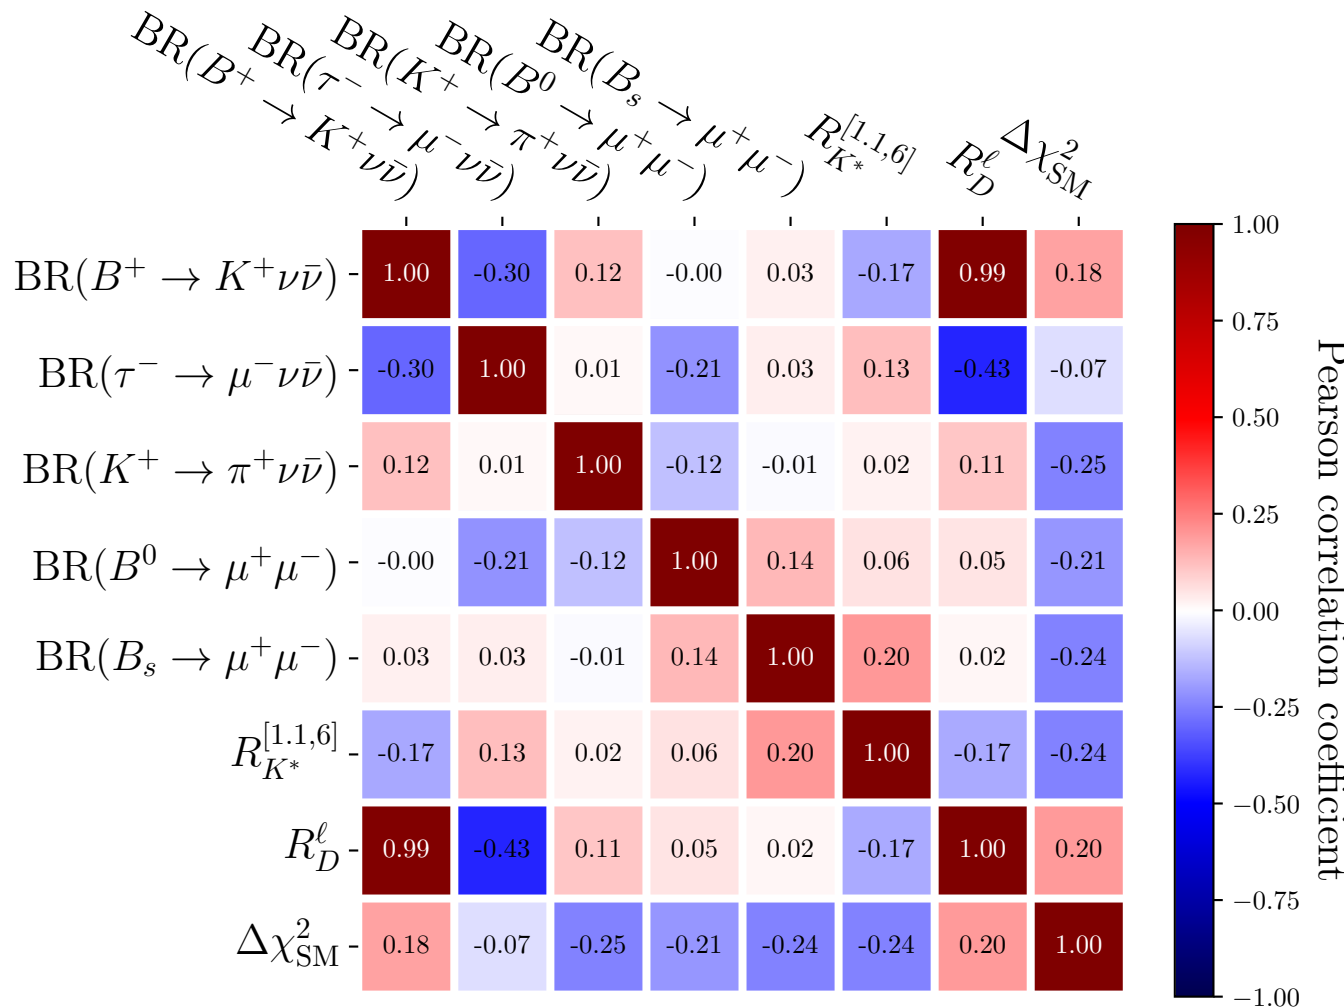 BR(B⁺ → K⁺νν̄)
BR(τ⁻ → μ⁻νν̄)
BR(K⁺ → π⁺νν̄)
BR(B⁰ → μ⁺μ⁻)
BR(Bₛ → μ⁺μ⁻)
R_{K*}^{[1.1,6]}
R_D^ℓ
Δχ²_SM
BR(B⁺ → K⁺νν̄) 1.00 -0.30 0.12 -0.00 0.03 -0.17 0.99 0.18
BR(τ⁻ → μ⁻νν̄) -0.30 1.00 0.01 -0.21 0.03 0.13 -0.43 -0.07
BR(K⁺ → π⁺νν̄) 0.12 0.01 1.00 -0.12 -0.01 0.02 0.11 -0.25
BR(B⁰ → μ⁺μ⁻) -0.00 -0.21 -0.12 1.00 0.14 0.06 0.05 -0.21
BR(Bₛ → μ⁺μ⁻) 0.03 0.03 -0.01 0.14 1.00 0.20 0.02 -0.24
R_{K*}^{[1.1,6]} -0.17 0.13 0.02 0.06 0.20 1.00 -0.17 -0.24
R_D^ℓ 0.99 -0.43 0.11 0.05 0.02 -0.17 1.00 0.20
Δχ²_SM 0.18 -0.07 -0.25 -0.21 -0.24 -0.24 0.20 1.00
1.00
0.75
0.50
0.25
0.00
−0.25
−0.50
−0.75
−1.00
Pearson correlation coefficient